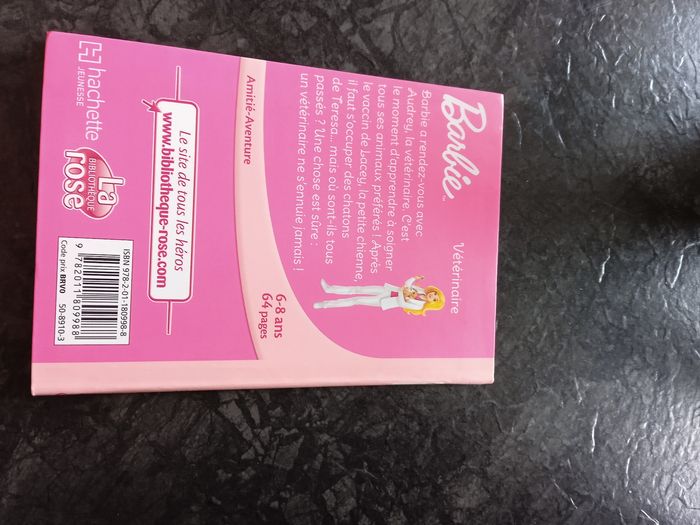 Barbie™
Vétérinaire
Barbie a rendez-vous avec
Audrey, la vétérinaire. C'est
le moment d'apprendre à soigner
tous ses animaux préférés ! Après
le vaccin de Lacey, la petite chienne,
il faut s'occuper des chatons
de Teresa... mais où sont-ils tous
passés ? Une chose est sûre :
un vétérinaire ne s'ennuie jamais !
6-8 ans
64 pages
Amitié-Aventure
Le site de tous les héros
www.bibliotheque-rose.com
hachette
JEUNESSE
La
BIBLIOTHÈQUE
rose
ISBN 978-2-01-180998-8
9 782011 809988
Code prix BRV0
50-8910-3